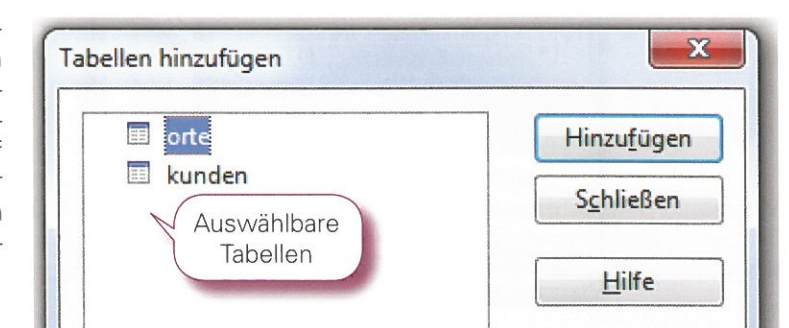 Tabellen hinzufügen
orte
kunden
Auswählbare
Tabellen
Hinzufügen
Schließen
Hilfe